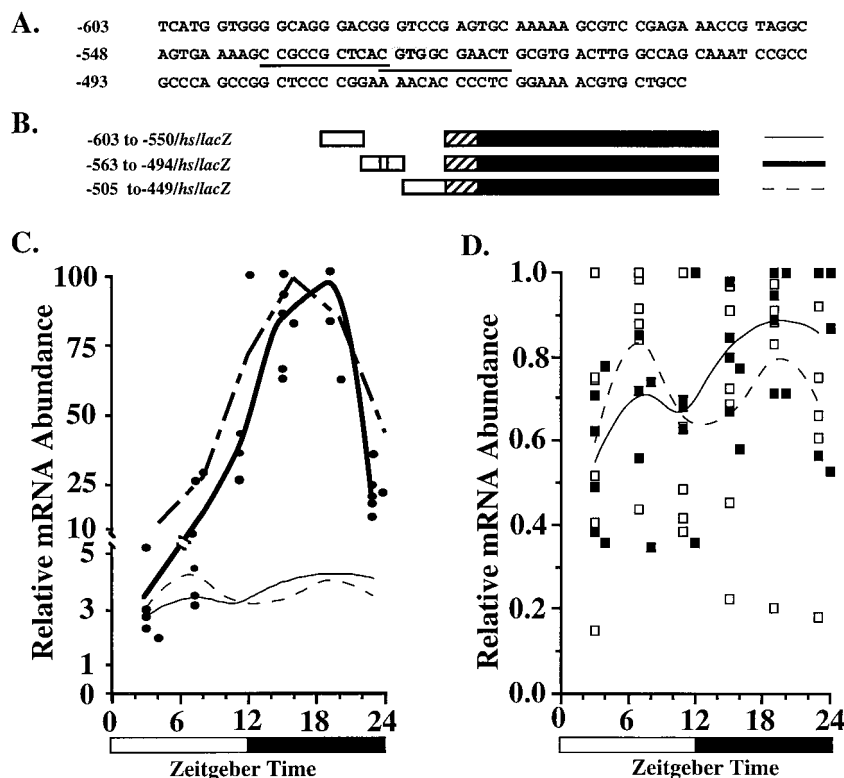 A.
-603 TCATG GTGGG GCAGG GACGG GTCCG AGTGC AAAAA GCGTC CGAGA AACCG TAGGC
-548 AGTGA AAAGC CGCCG CTCAC GTGGC GAACT GCGTG ACTTG GCCAG CAAAT CCGCC
-493 GCCCA GCCGG CTCCC CGGAA AACAC CCCTC GGAAA ACGTG CTGCC
B.
-603 to -550/hs/lacZ
-563 to -494/hs/lacZ
-505 to-449/hs/lacZ
C.
Relative mRNA Abundance
100
75
50
25
10
5
3
1
0
0 6 12 18 24
Zeitgeber Time
D.
Relative mRNA Abundance
1.0
0.8
0.6
0.4
0.2
0.0
0 6 12 18 24
Zeitgeber Time